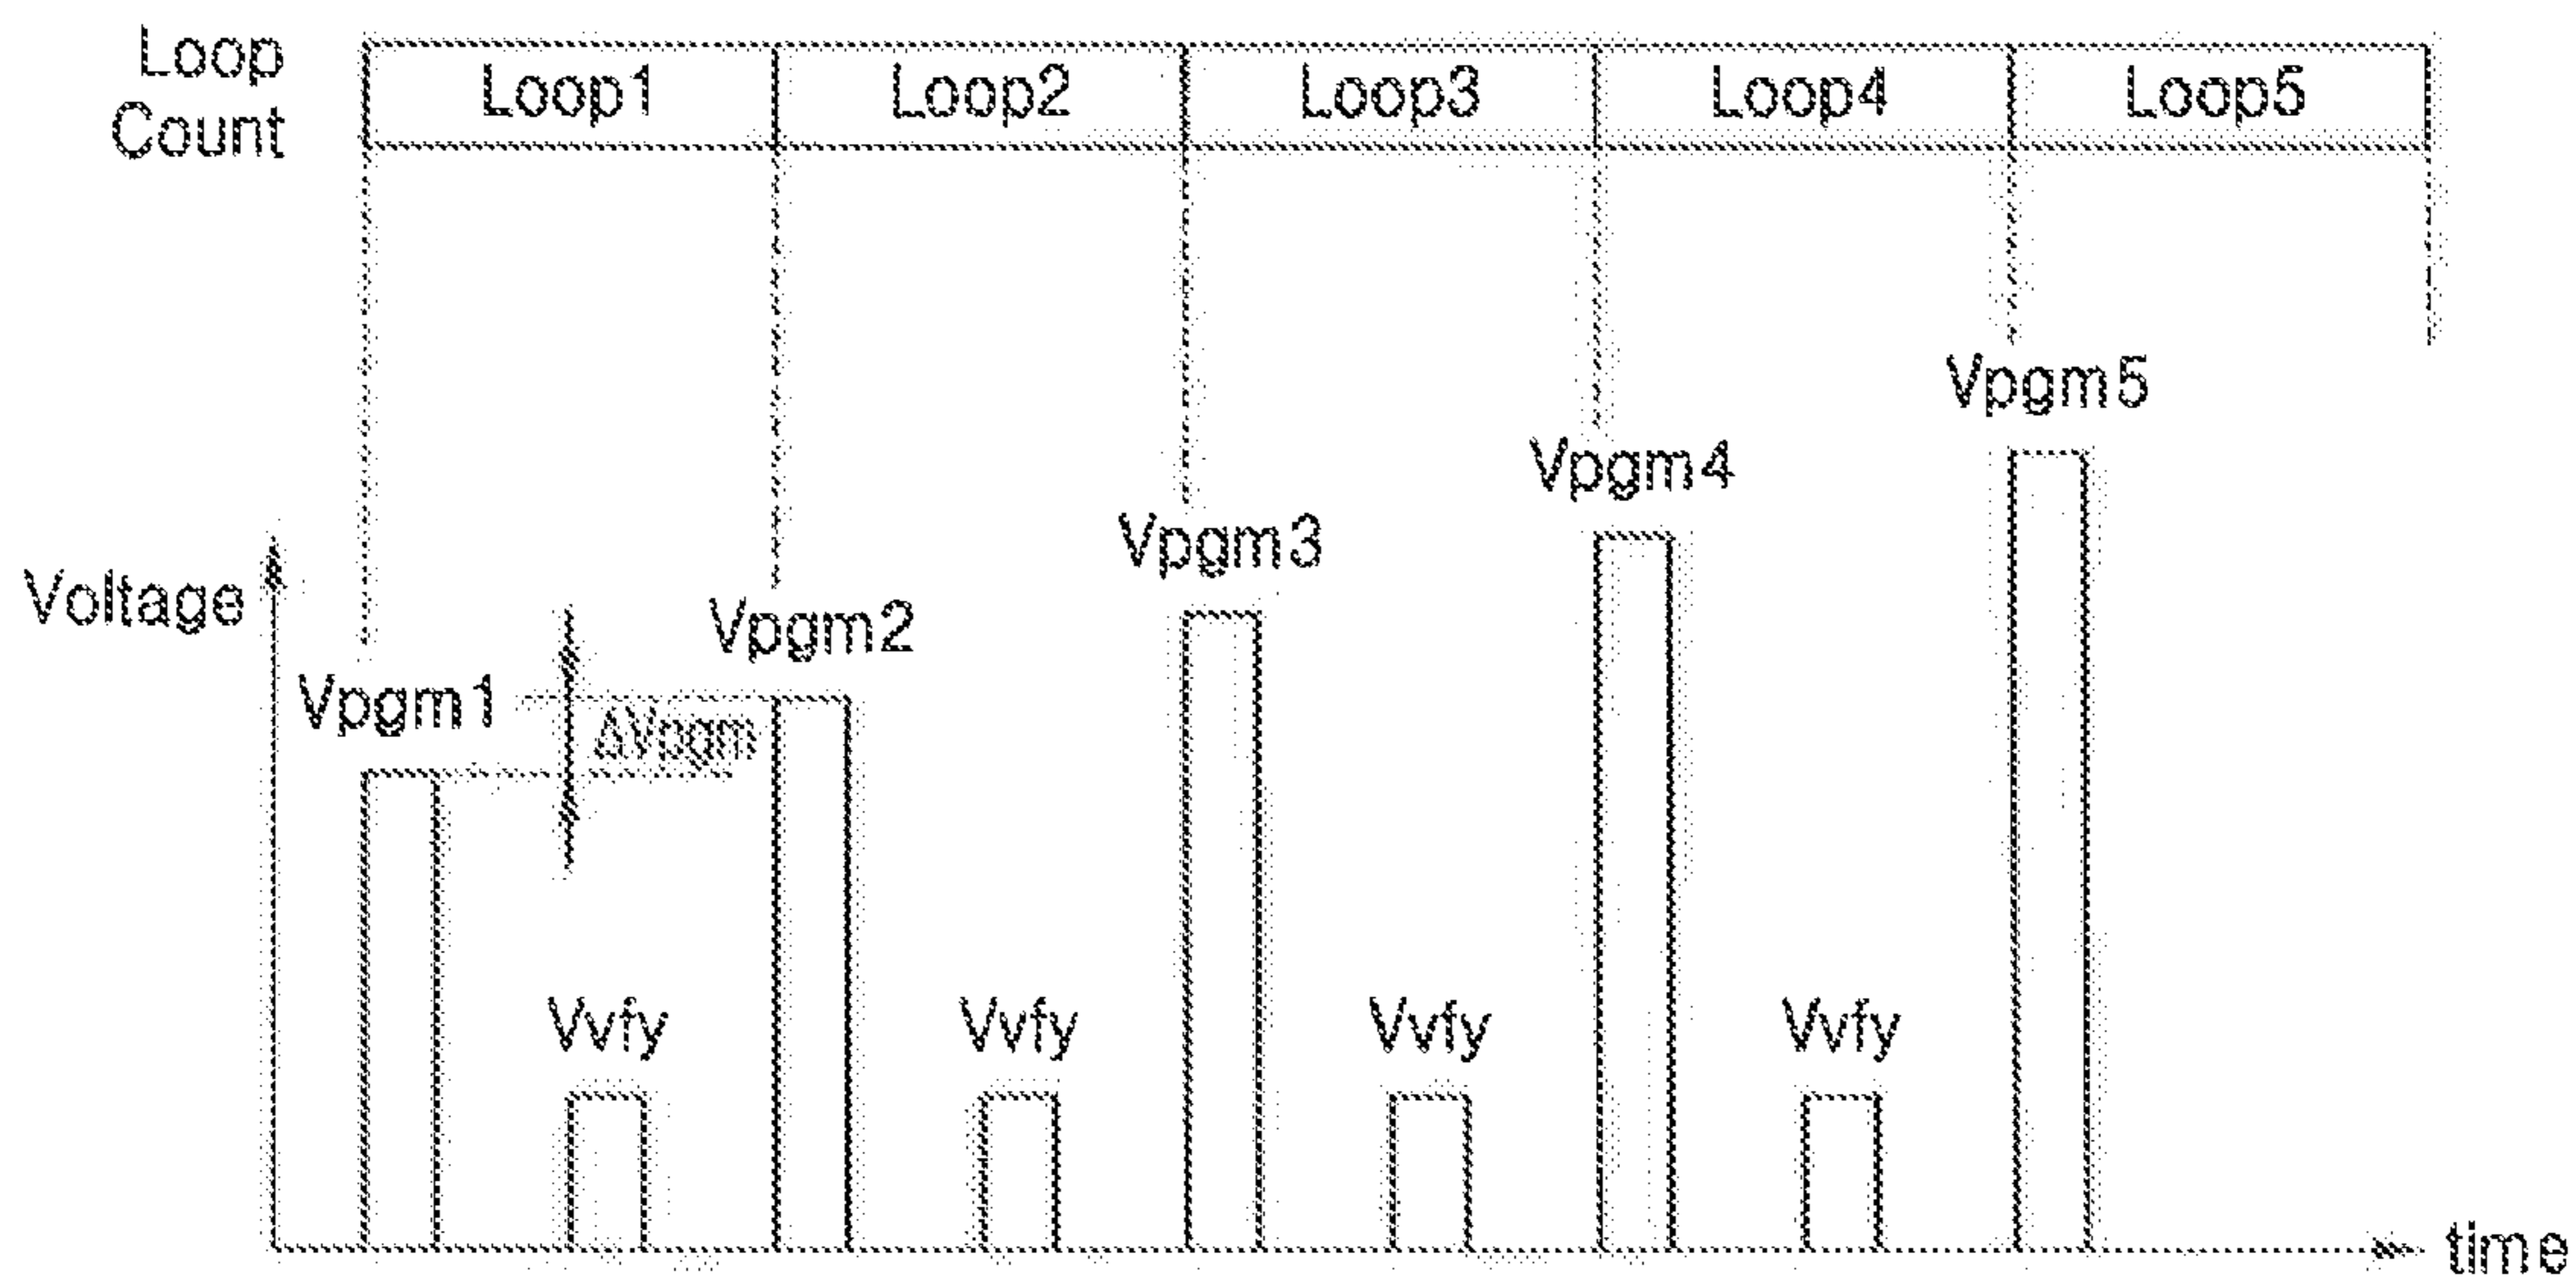 Loop
Count
Loop1 Loop2 Loop3 Loop4 Loop5
Vpgm5
Vpgm4
Vpgm3
Voltage
Vpgm2
Vpgm1
ΔVpgm
Vvfy Vvfy Vvfy Vvfy
time